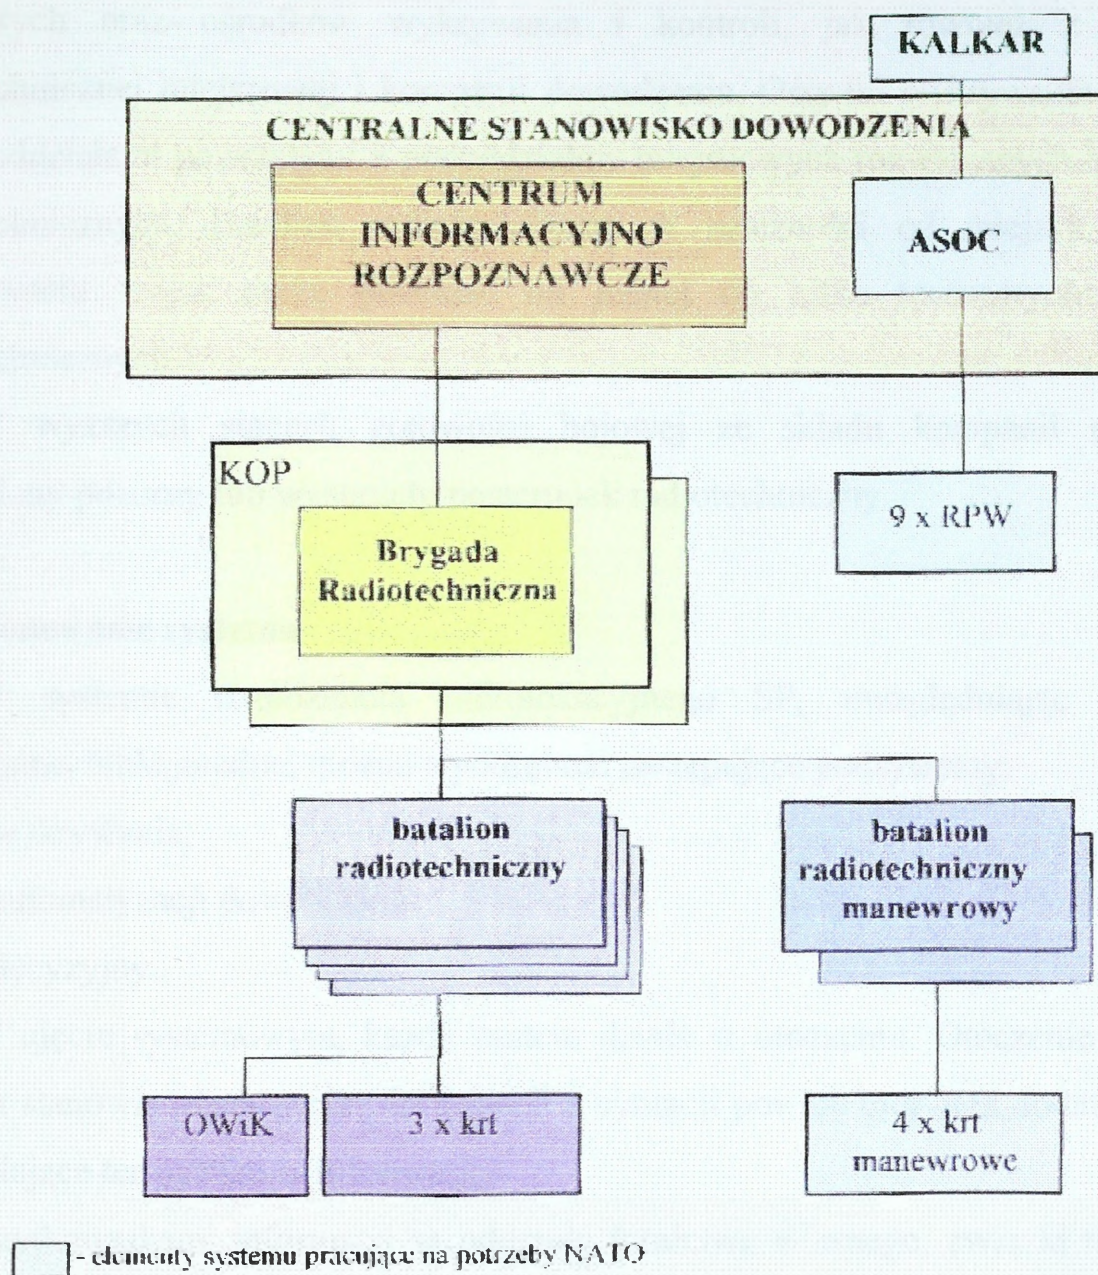 KALKAR
CENTRALNE STANOWISKO DOWODZENIA
CENTRUM
INFORMACYJNO
ROZPOZNAWCZE
ASOC
KOP
Brygada
Radiotechniczna
9 x RPW
batalion
radiotechniczny
batalion
radiotechniczny
manewrowy
OWiK
3 x krt
4 x krt
manewrowe
- elementy systemu pracujące na potrzeby NATO